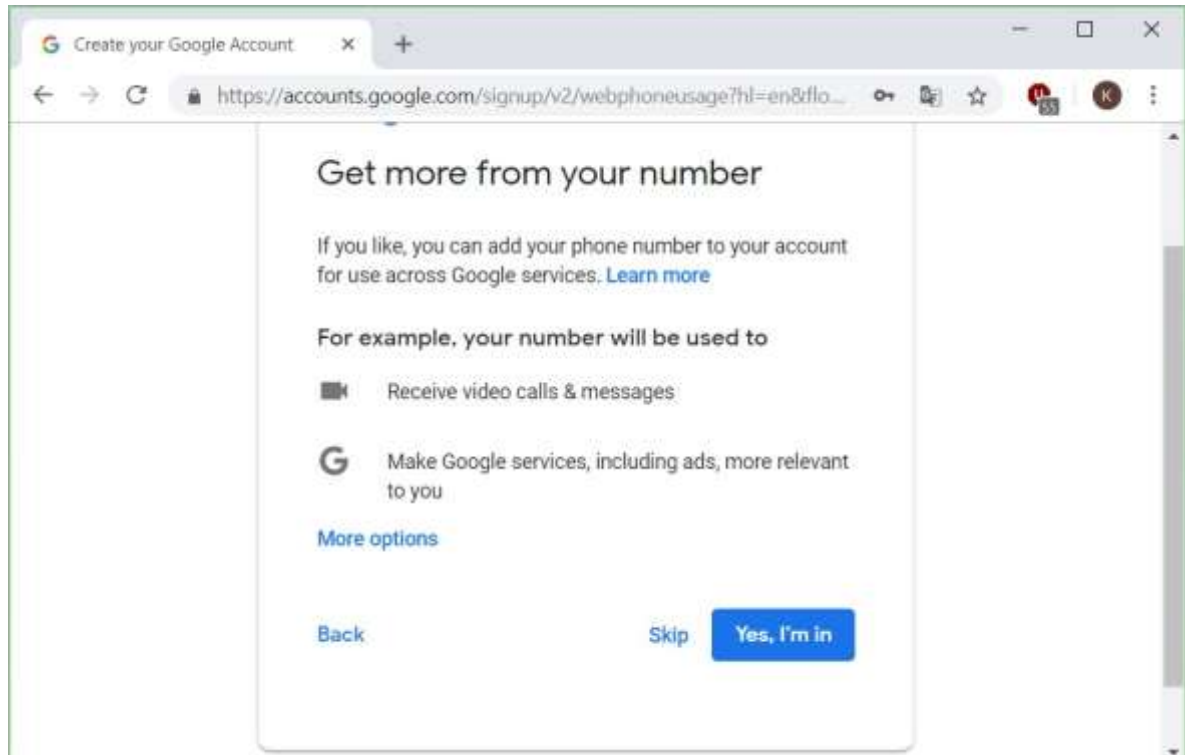 Create your Google Account
https://accounts.google.com/signup/v2/webphoneusage?hl=en&flo...
55
K
Get more from your number
If you like, you can add your phone number to your account
for use across Google services. Learn more
For example, your number will be used to
Receive video calls & messages
Make Google services, including ads, more relevant
to you
More options
Back
Skip
Yes, I'm in